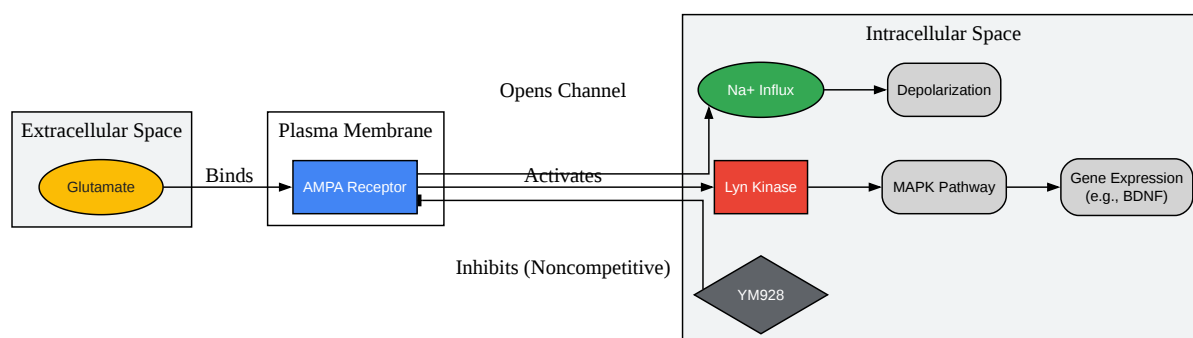 Intracellular Space
Opens Channel
Na+ Influx
Depolarization
Extracellular Space
Plasma Membrane
Glutamate
Binds
AMPA Receptor
Activates
Lyn Kinase
MAPK Pathway
Gene Expression
(e.g., BDNF)
Inhibits (Noncompetitive)
YM928